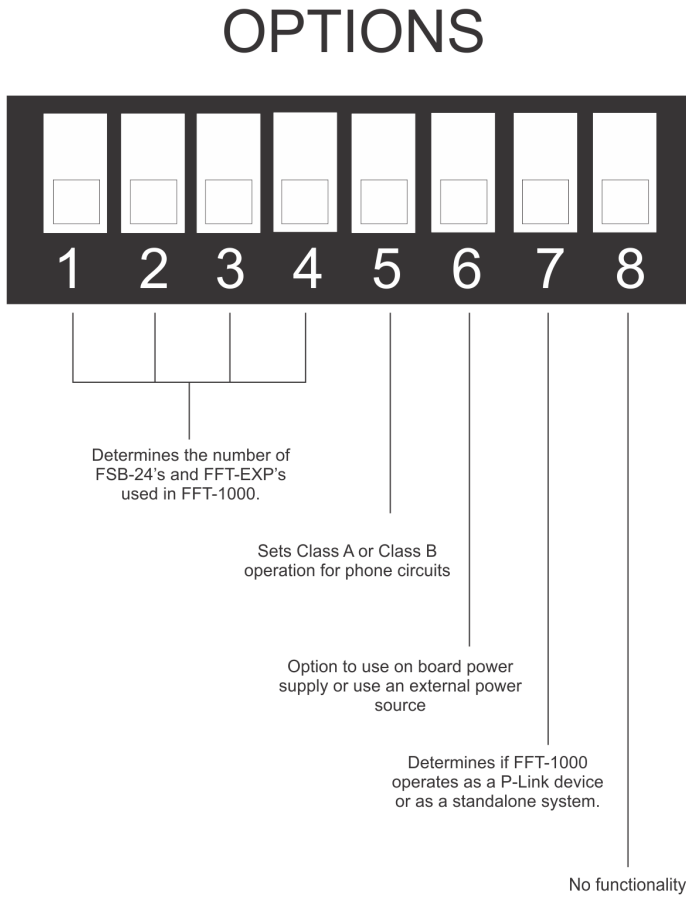 OPTIONS
1 2 3 4 5 6 7 8
Determines the number of
FSB-24's and FFT-EXP's
used in FFT-1000.
Sets Class A or Class B
operation for phone circuits
Option to use on board power
supply or use an external power
source
Determines if FFT-1000
operates as a P-Link device
or as a standalone system.
No functionality